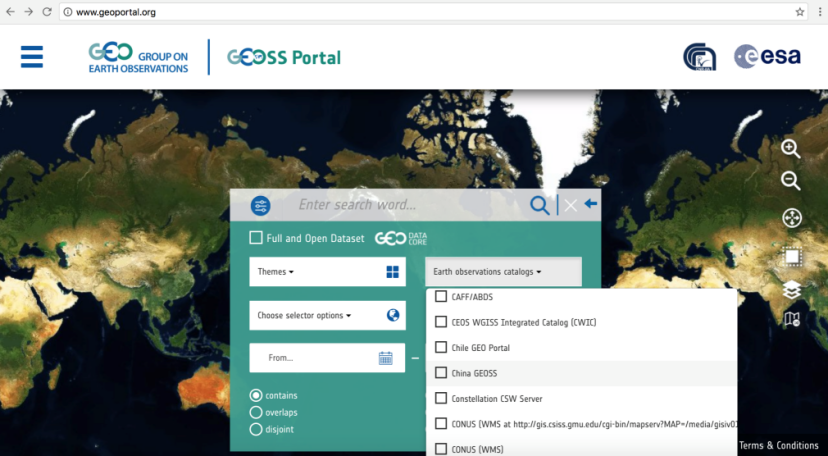 www.geoportal.org
GEO GROUP ON
EARTH OBSERVATIONS
GEOSS Portal
esa
Enter search word...
Full and Open Dataset
GEO DATA
CORE
Themes
Earth observations catalogs
CAFF/ABDS
CEOS WGISS Integrated Catalog (CWIC)
Choose selector options
Chile GEO Portal
From...
China GEOSS
contains
Constellation CSW Server
overlaps
CONUS (WMS at http://gis.csiss.gmu.edu/cgi-bin/mapserv?MAP=/media/gisiv01
disjoint
CONUS (WMS)
Terms & Conditions